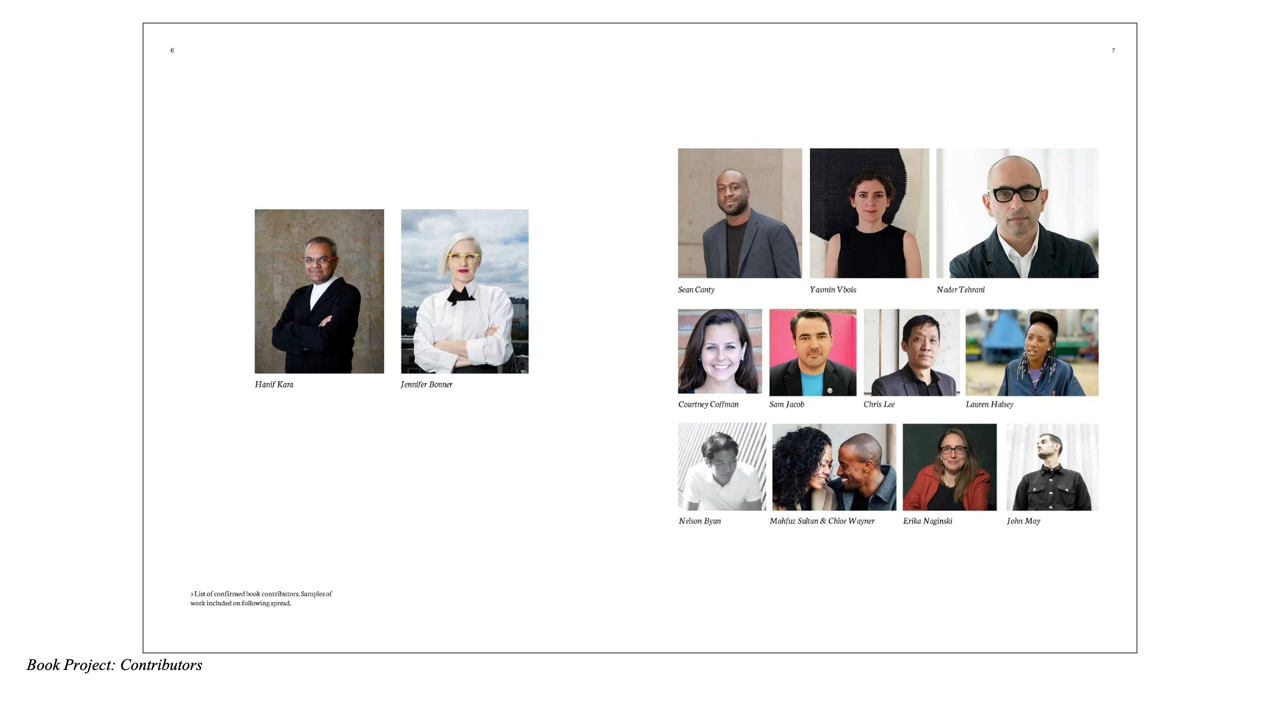 6
7
Hanif Kara
Jennifer Bonner
Sean Canty
Yasmin Vbois
Nader Tehrani
Courtney Coffman
Sam Jacob
Chris Lee
Lauren Halsey
Nelson Byan
Mahfuz Sultan & Chloe Wayner
Erika Naginski
John May
> List of confirmed book contributors. Samples of
work included on following spread.
Book Project: Contributors